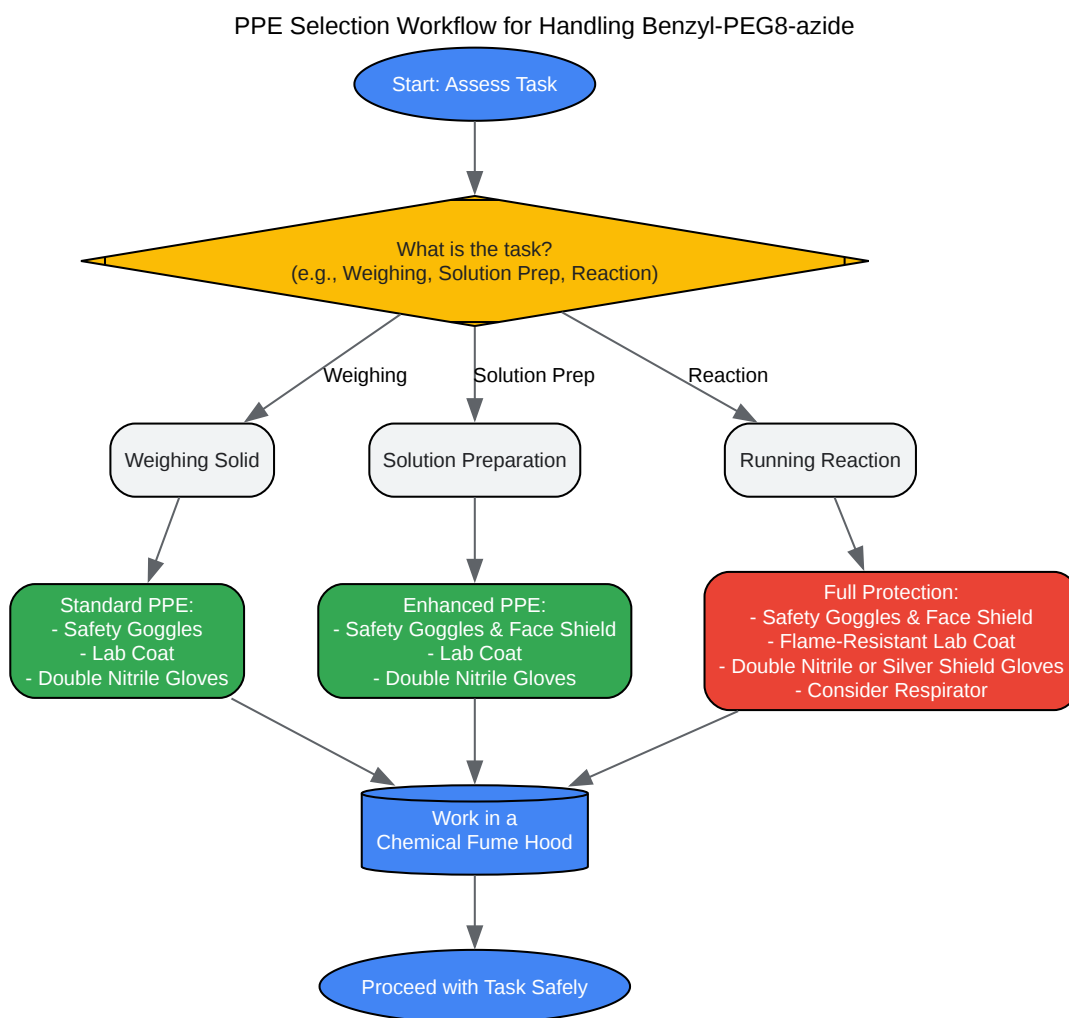 PPE Selection Workflow for Handling Benzyl-PEG8-azide
Start: Assess Task
What is the task?
(e.g., Weighing, Solution Prep, Reaction)
Weighing
Solution Prep
Reaction
Weighing Solid
Solution Preparation
Running Reaction
Standard PPE:
- Safety Goggles
- Lab Coat
- Double Nitrile Gloves
Enhanced PPE:
- Safety Goggles & Face Shield
- Lab Coat
- Double Nitrile Gloves
Full Protection:
- Safety Goggles & Face Shield
- Flame-Resistant Lab Coat
- Double Nitrile or Silver Shield Gloves
- Consider Respirator
Work in a
Chemical Fume Hood
Proceed with Task Safely